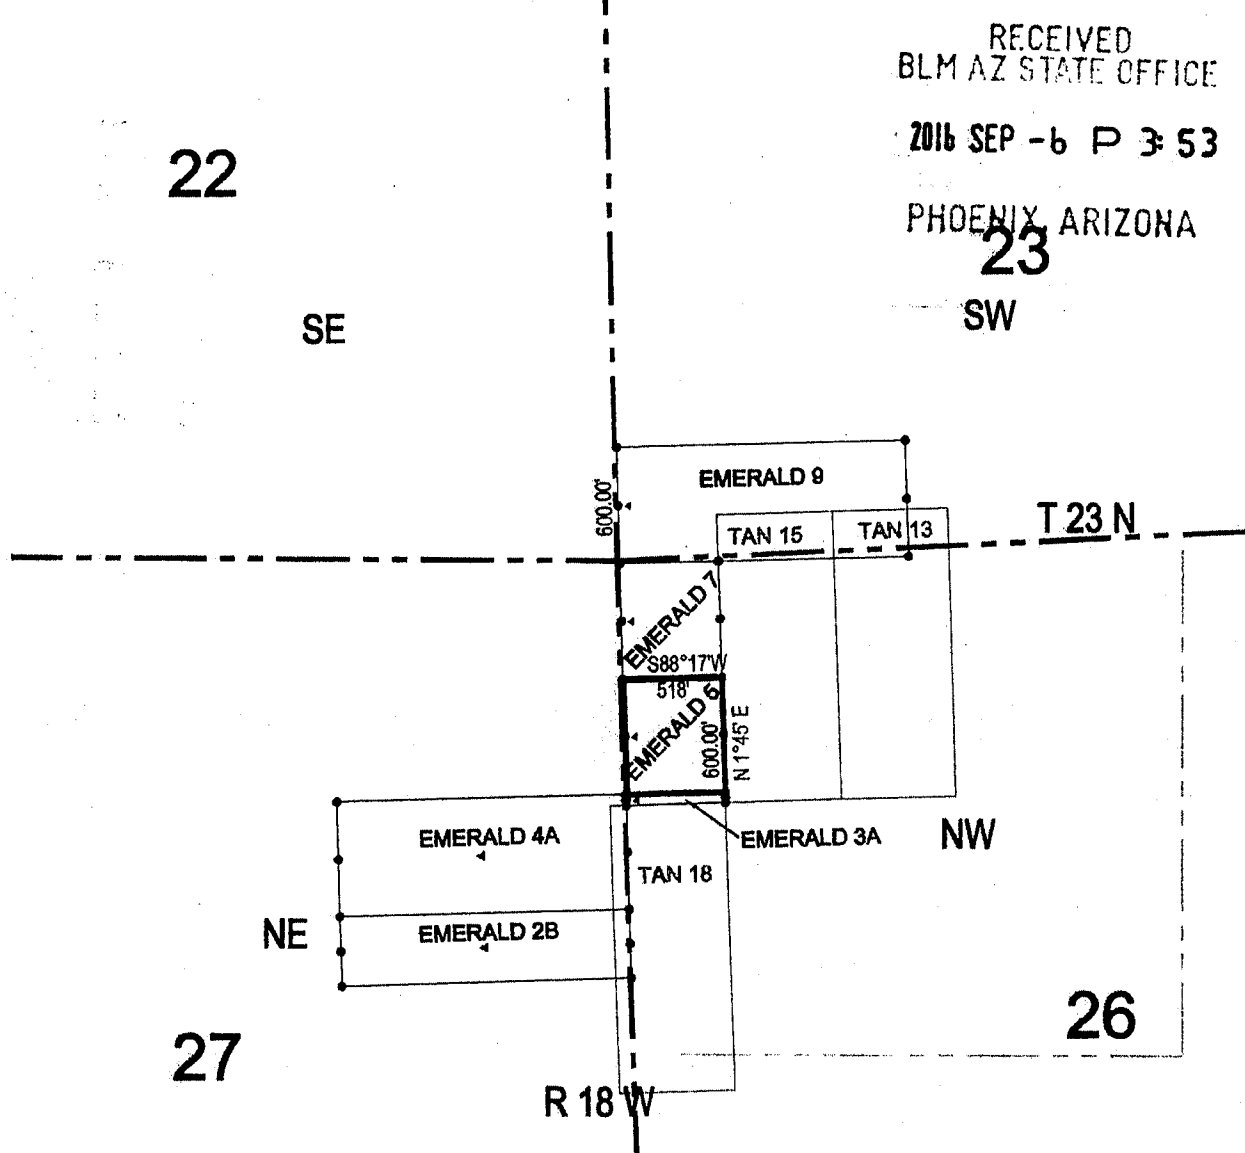 RECEIVED
BLM AZ STATE OFFICE
2016 SEP -6 P 3:53
PHOENIX, ARIZONA
22
23
SE
SW
EMERALD 9
600.00'
TAN 15
TAN 13
T 23 N
EMERALD 7
S88°17'W
518'
EMERALD 5
600.00'
N 1°45' E
EMERALD 4A
EMERALD 3A
NW
TAN 18
NE
EMERALD 2B
26
27
R 18 W